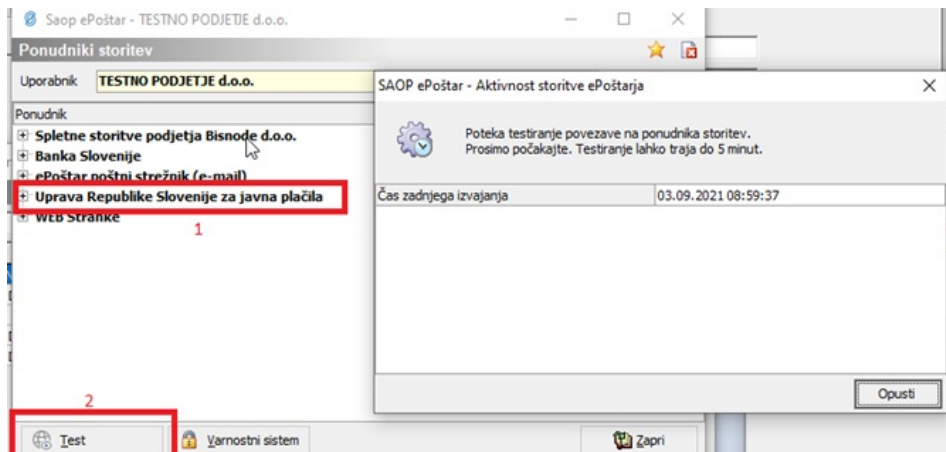 Saop ePoštar - TESTNO PODJETJE d.o.o.
Ponudniki storitev
Uporabnik TESTNO PODJETJE d.o.o.
Ponudnik
Spletne storitve podjetja Bisnode d.o.o.
Banka Slovenije
ePoštar poštni strežnik (e-mail)
Uprava Republike Slovenije za javna plačila
WEB Stranke
1
2
Test
Varnostni sistem
Zapri
SAOP ePoštar - Aktivnost storitve ePoštarja
Poteka testiranje povezave na ponudnika storitev.
Prosimo počakajte. Testiranje lahko traja do 5 minut.
Čas zadnjega izvajanja 03.09.2021 08:59:37
Opusti